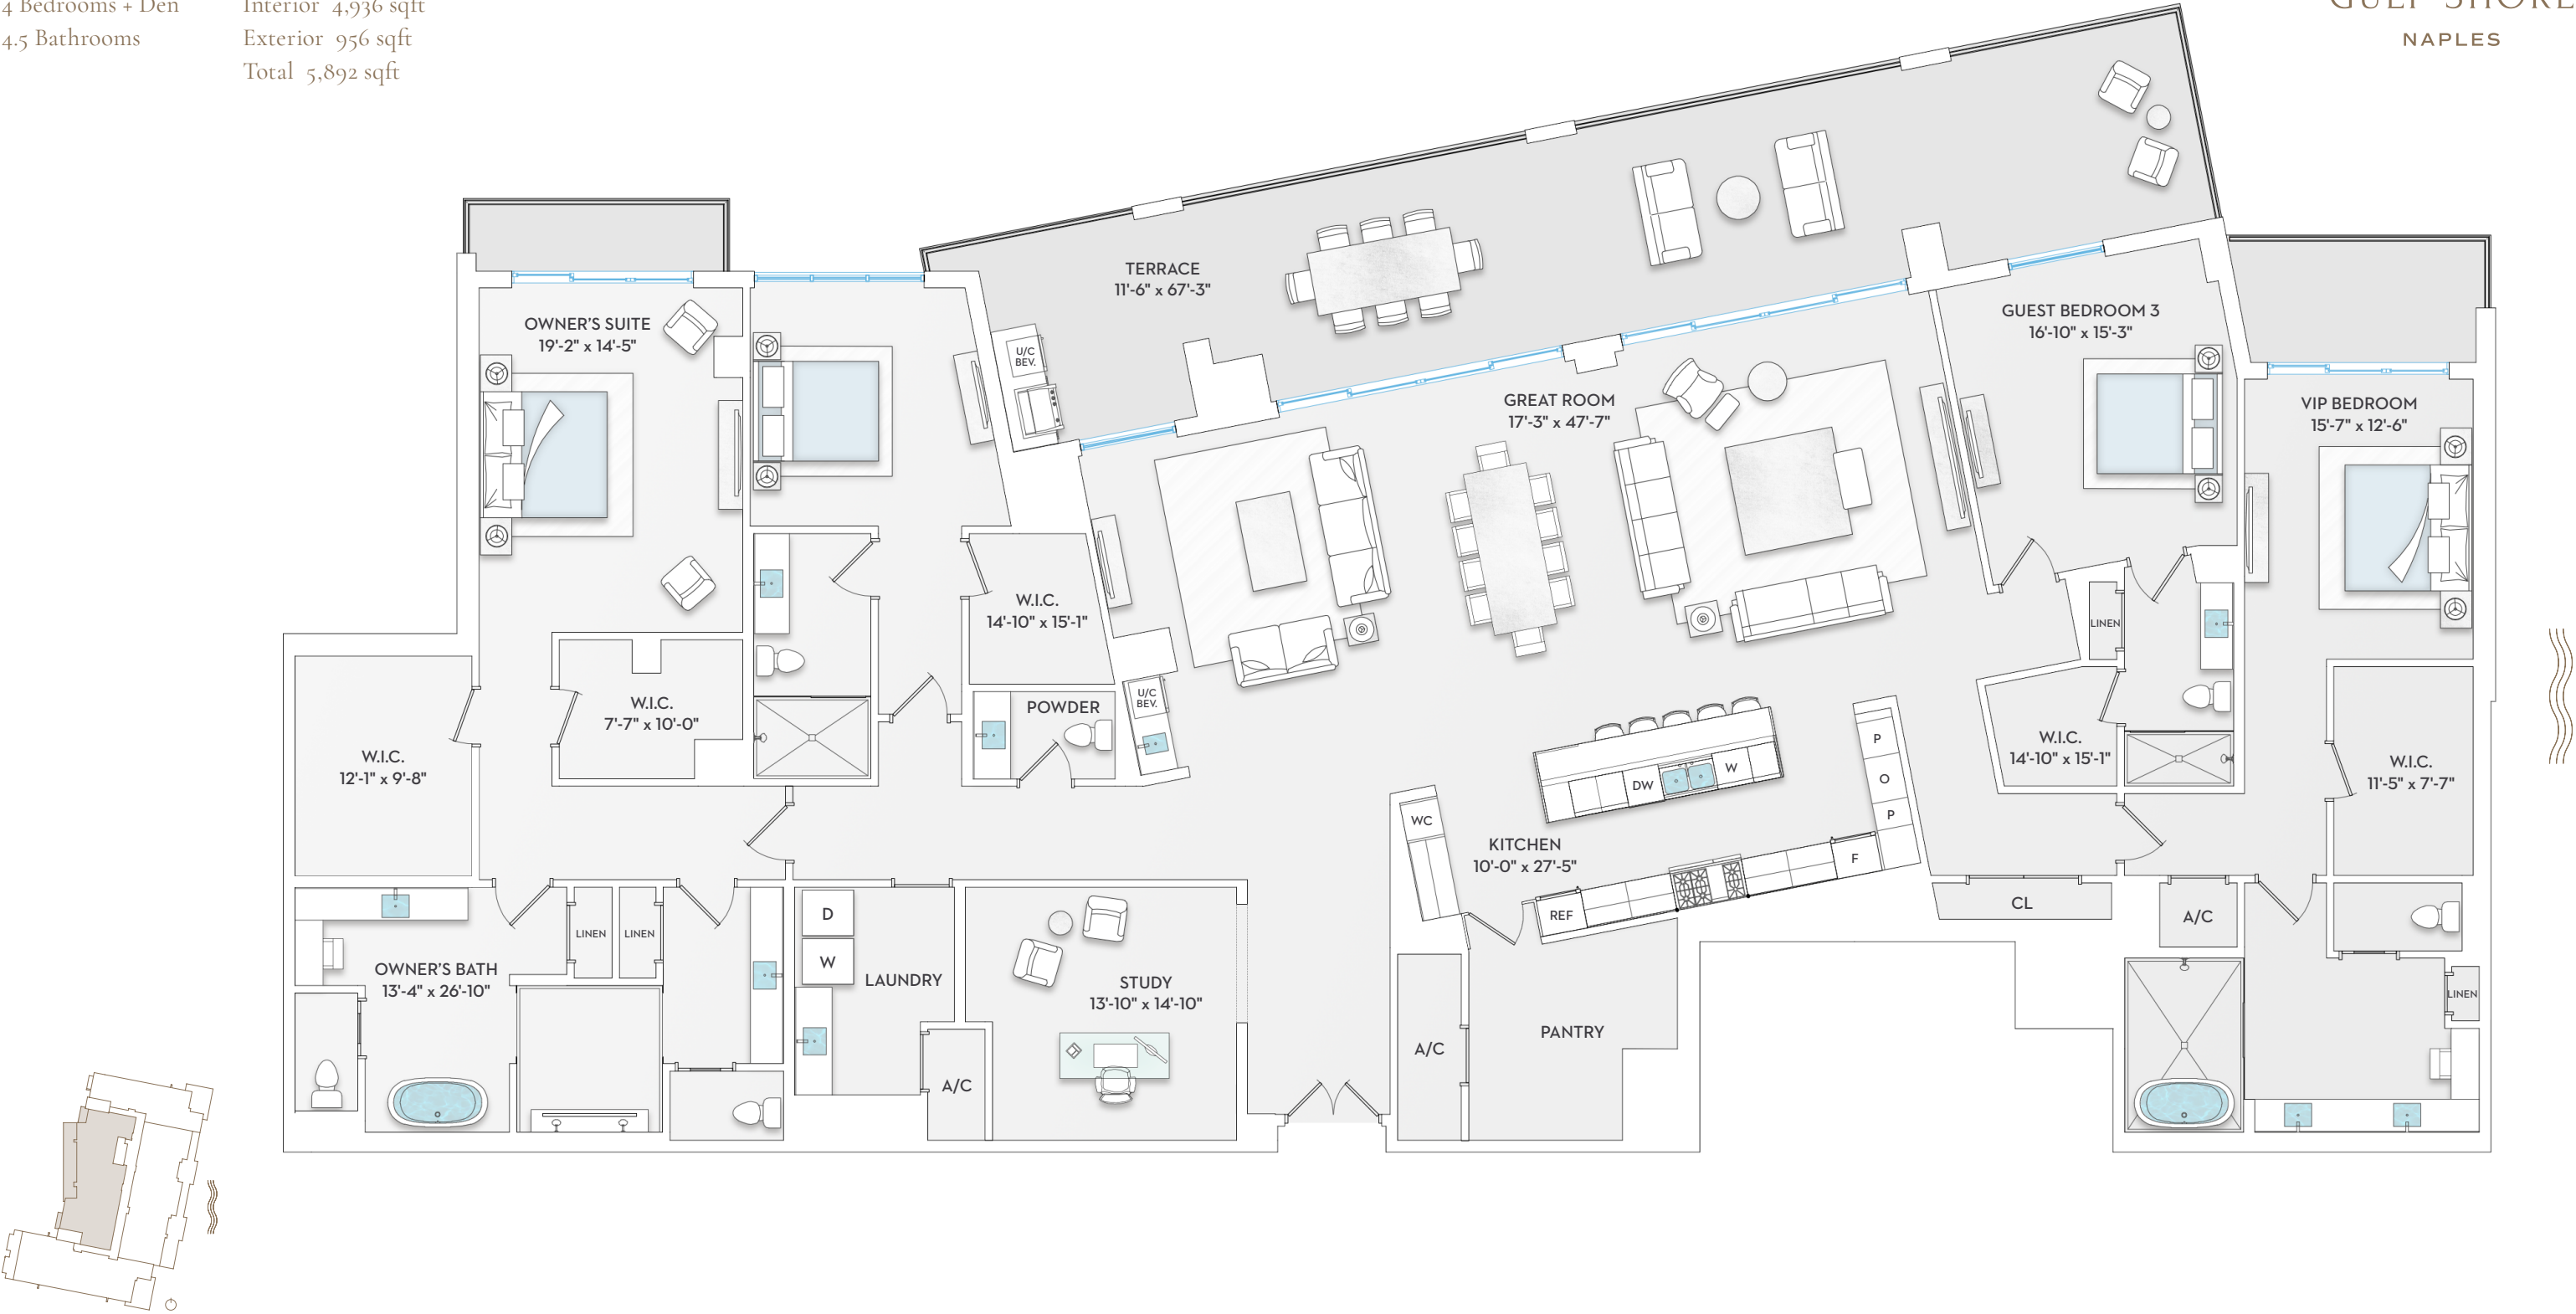 4 Bedrooms + Den
4.5 Bathrooms
Interior 4,936 sqft
Exterior 956 sqft
Total 5,892 sqft
GULF SHORE
NAPLES
TERRACE
11'-6" x 67'-3"
OWNER'S SUITE
19'-2" x 14'-5"
U/C
BEV.
GUEST BEDROOM 3
16'-10" x 15'-3"
GREAT ROOM
17'-3" x 47'-7"
VIP BEDROOM
15'-7" x 12'-6"
W.I.C.
14'-10" x 15'-1"
LINEN
W.I.C.
7'-7" x 10'-0"
POWDER
U/C
BEV.
W.I.C.
12'-1" x 9'-8"
W.I.C.
14'-10" x 15'-1"
W.I.C.
11'-5" x 7'-7"
DW
W
P
O
P
WC
KITCHEN
10'-0" x 27'-5"
F
REF
CL
A/C
D
W
LINEN
LINEN
LAUNDRY
OWNER'S BATH
13'-4" x 26'-10"
STUDY
13'-10" x 14'-10"
LINEN
PANTRY
A/C
A/C